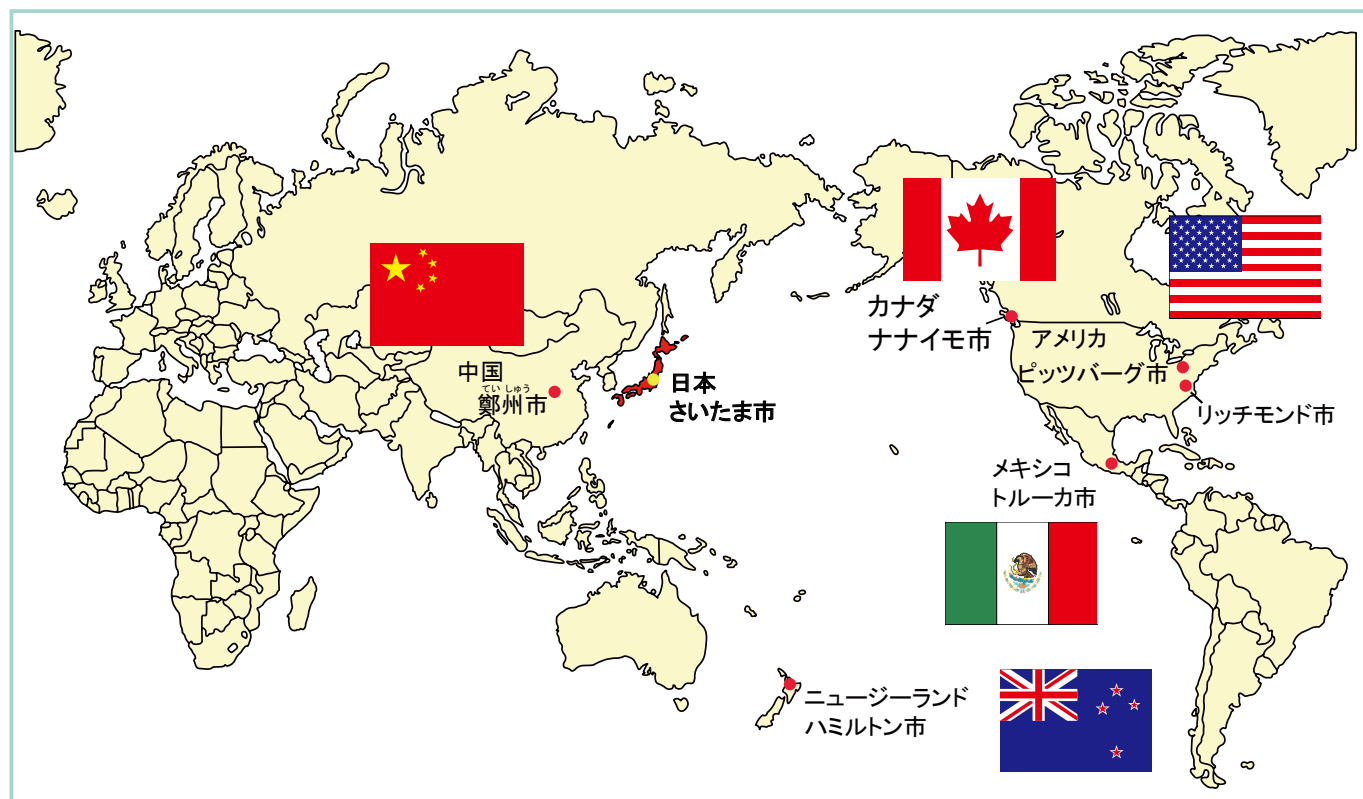 カナダ
ナナイモ市
アメリカ
ピッツバーグ市
リッチモンド市
中国
ていしゅう
鄭州市
日本
さいたま市
メキシコ
トルーカ市
ニュージーランド
ハミルトン市